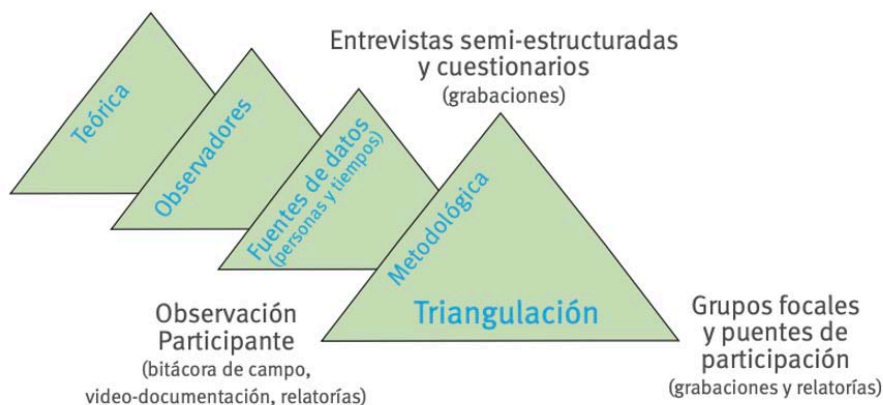 Teórica
Observadores
Fuentes de datos
(personas y tiempos)
Metodológica
Triangulación
Entrevistas semi-estructuradas
y cuestionarios
(grabaciones)
Observación
Participante
(bitácora de campo,
video-documentación, relatorías)
Grupos focales
y puentes de
participación
(grabaciones y relatorías)